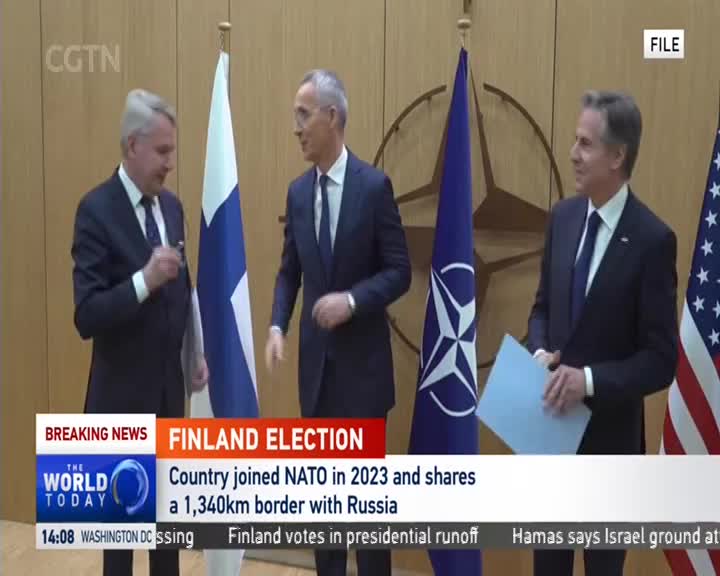 CGTN
FILE
BREAKING NEWS
FINLAND ELECTION
THE WORLD TODAY
Country joined NATO in 2023 and shares
a 1,340km border with Russia
14:08 WASHINGTON DC
Finland votes in presidential runoff Hamas says Israel ground